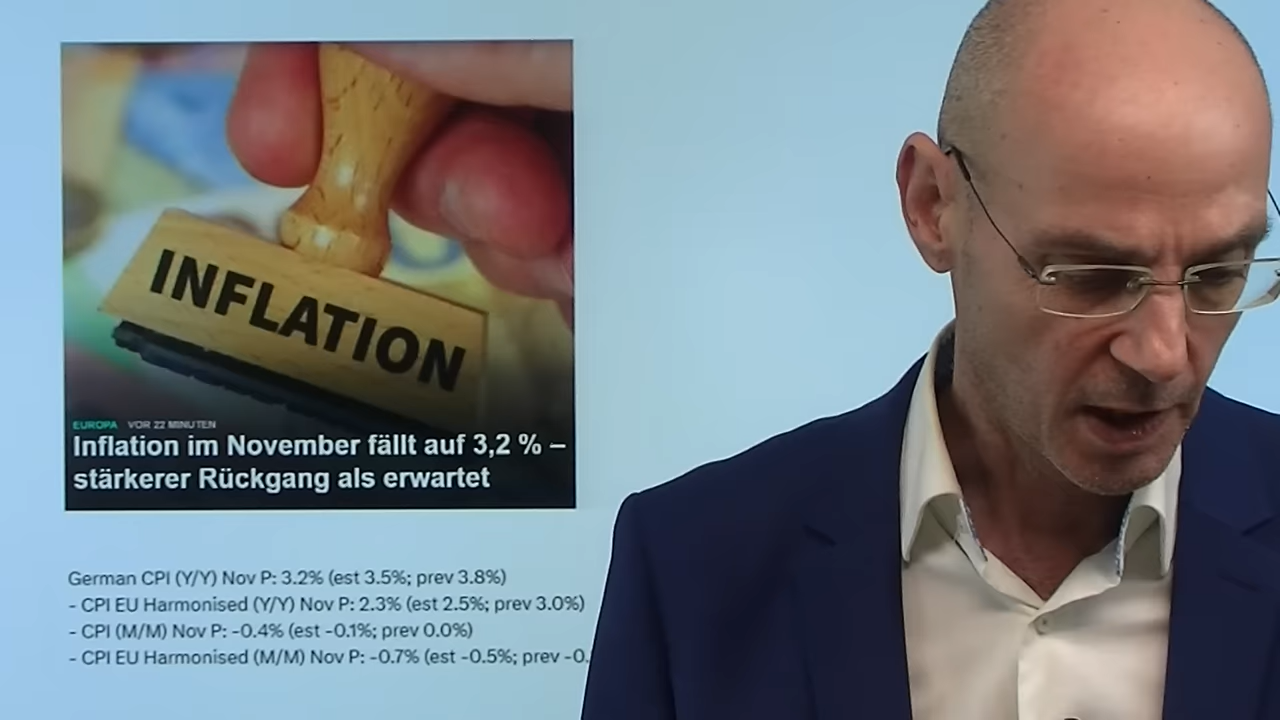 INFLATION
EUROPA VOR 22 MINUTEN
Inflation im November fällt auf 3,2 % –
stärkerer Rückgang als erwartet
German CPI (Y/Y) Nov P: 3.2% (est 3.5%; prev 3.8%)
- CPI EU Harmonised (Y/Y) Nov P: 2.3% (est 2.5%; prev 3.0%)
- CPI (M/M) Nov P: -0.4% (est -0.1%; prev 0.0%)
- CPI EU Harmonised (M/M) Nov P: -0.7% (est -0.5%; prev -0.